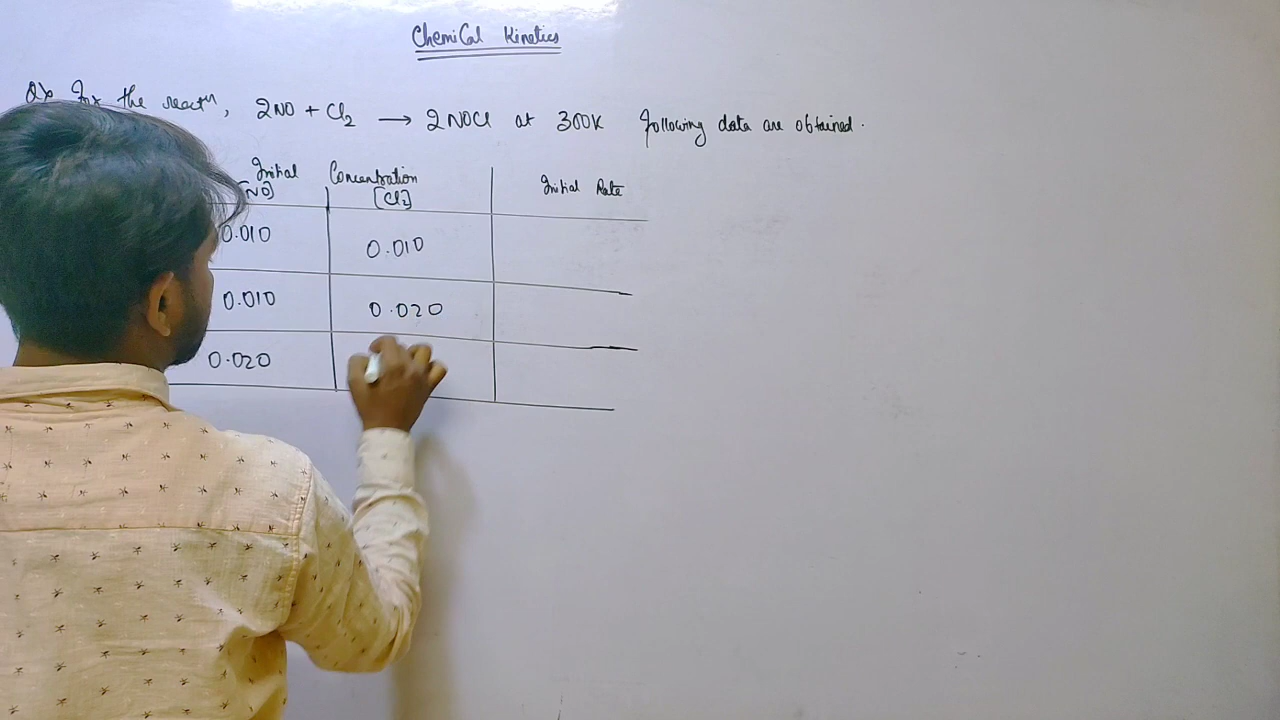 Chemical Kinetics
Q> For the reactⁿ, 2NO + Cl₂ → 2NOCl at 300K following data are obtained.
Initial Concentration
[NO] [Cl₂] Initial Rate
0.010 0.010
0.010 0.020
0.020